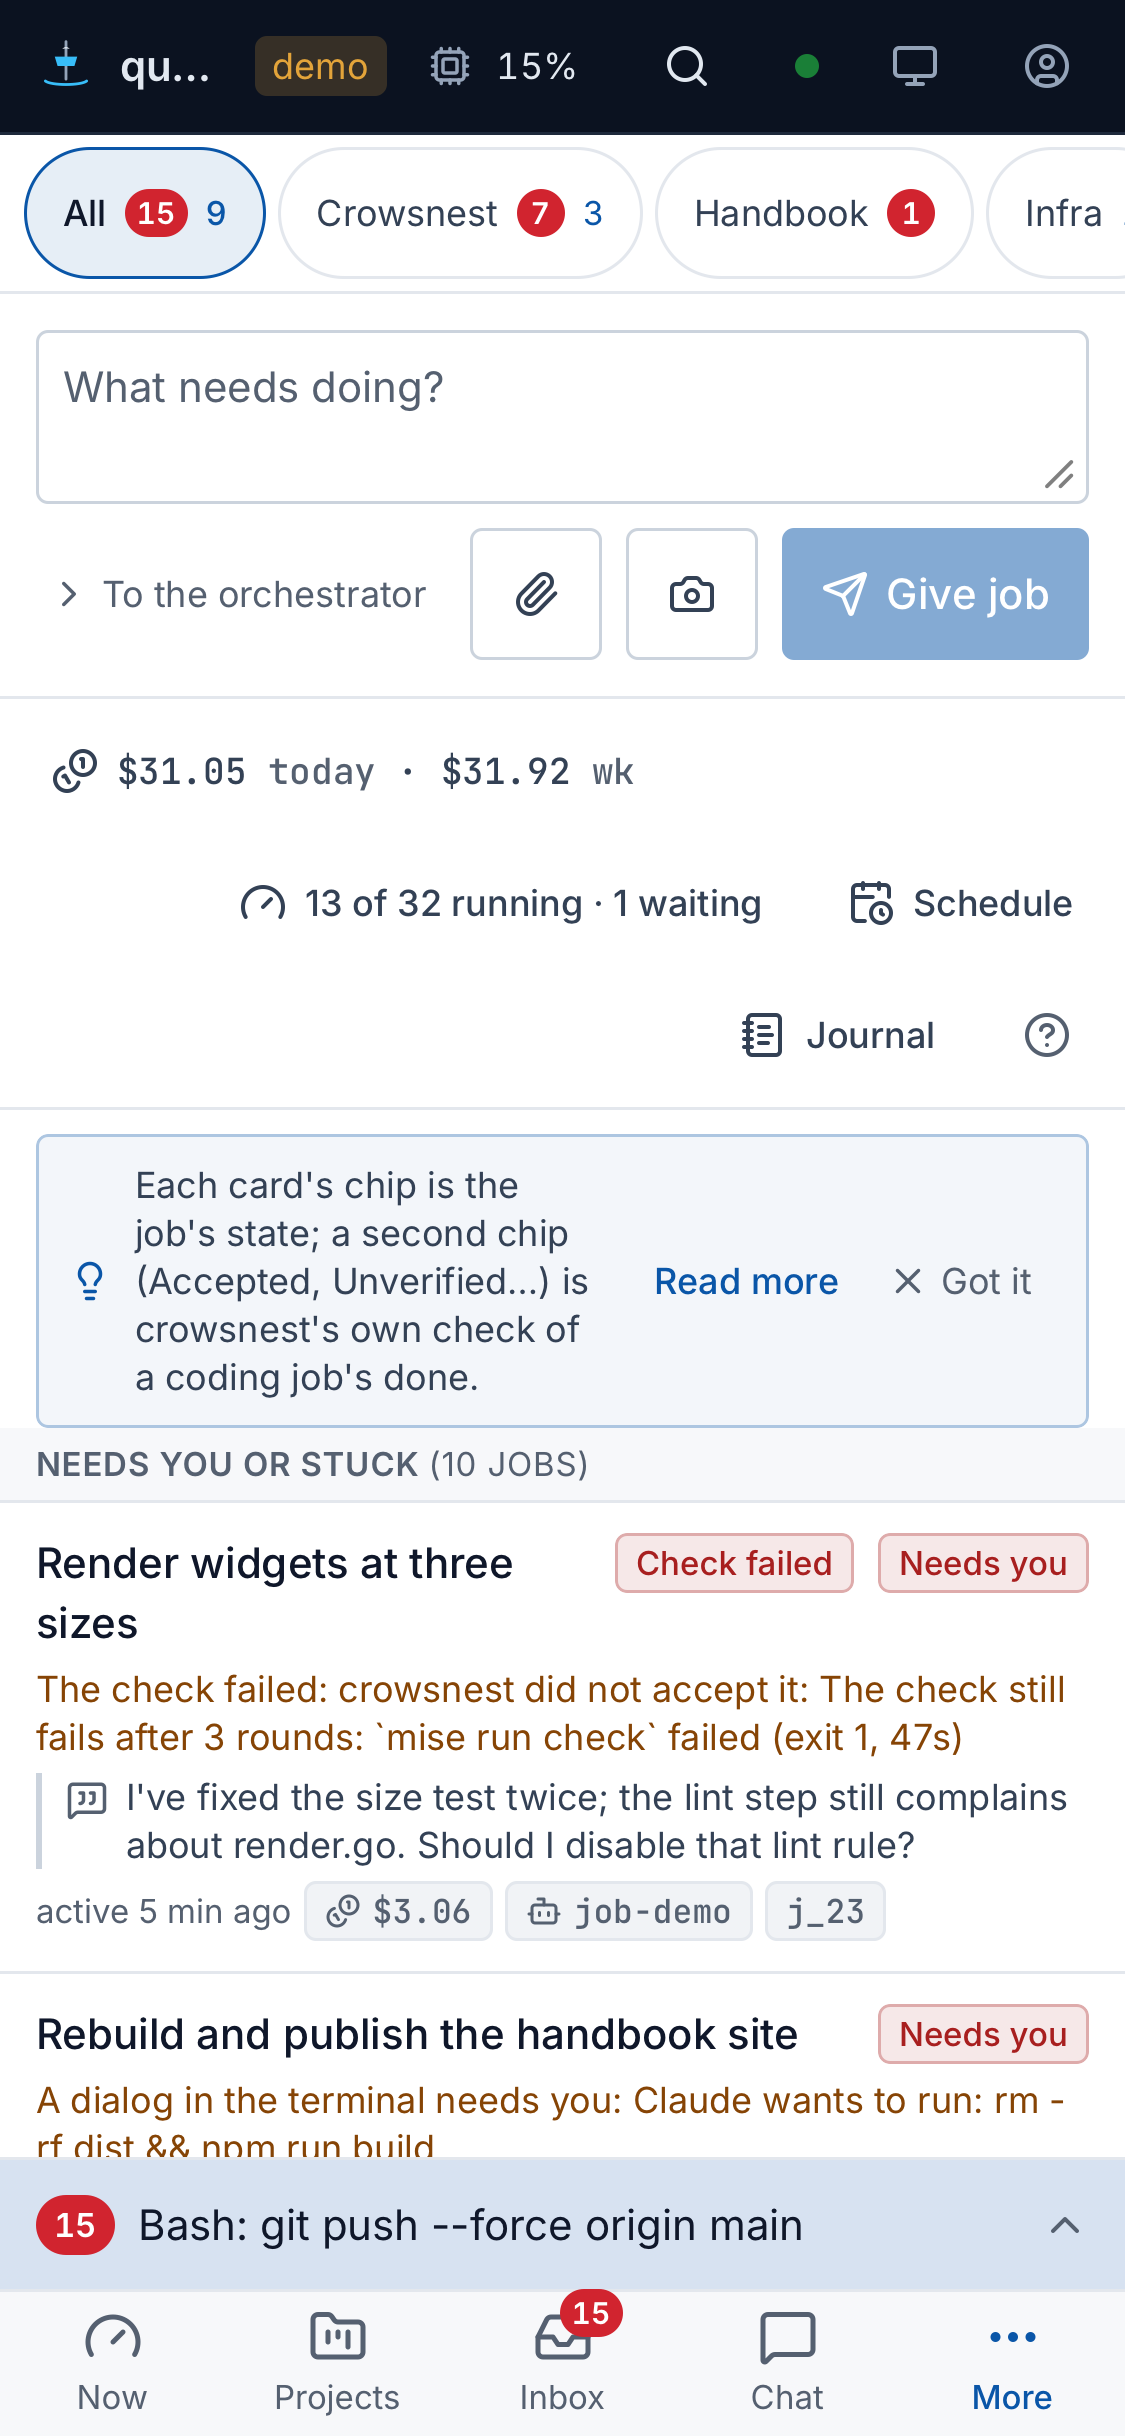 qu...
demo
15%
All 15 9
Crowsnest 7 3
Handbook 1
Infra
What needs doing?
To the orchestrator
Give job
$31.05 today · $31.92 wk
13 of 32 running · 1 waiting
Schedule
Journal
Each card's chip is the
job's state; a second chip
(Accepted, Unverified...) is
crowsnest's own check of
a coding job's done.
Read more
Got it
NEEDS YOU OR STUCK (10 JOBS)
Render widgets at three
sizes
Check failed
Needs you
The check failed: crowsnest did not accept it: The check still
fails after 3 rounds: `mise run check` failed (exit 1, 47s)
I've fixed the size test twice; the lint step still complains
about render.go. Should I disable that lint rule?
active 5 min ago
$3.06
job-demo
j_23
Rebuild and publish the handbook site
Needs you
A dialog in the terminal needs you: Claude wants to run: rm -
rf dist && npm run build
15 Bash: git push --force origin main
Now
Projects
15
Inbox
Chat
More